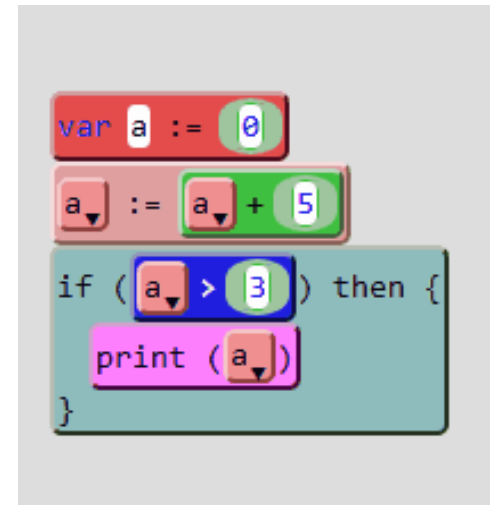 var a := 0
a := a + 5
if (a > 3) then {
print (a)
}